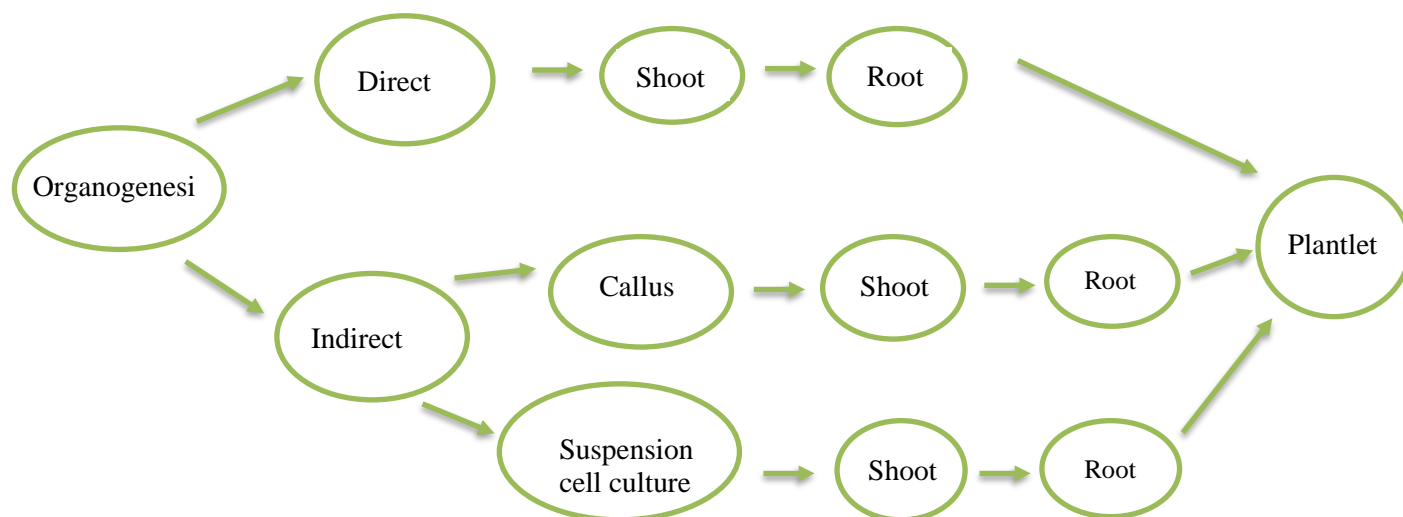 Direct
Shoot
Root
Organogenesi
Plantlet
Callus
Shoot
Root
Indirect
Suspension
cell culture
Shoot
Root